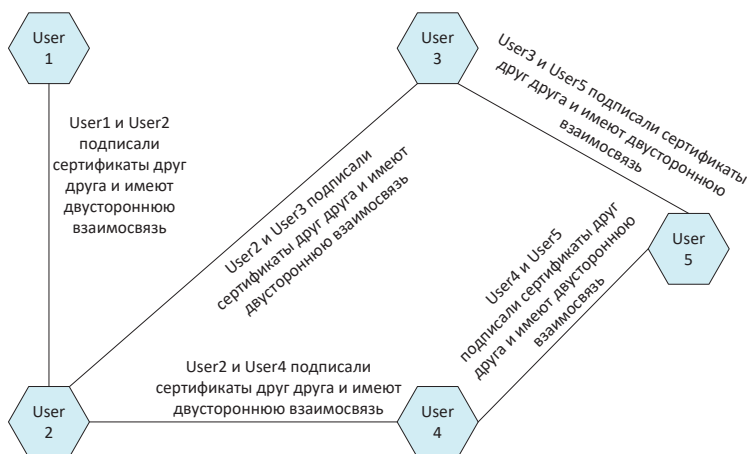 User
1
User
3
User3 и User5 подписали сертификаты
друг друга и имеют двустороннюю
взаимосвязь
User1 и User2
подписали
сертификаты друг
друга и имеют
двустороннюю
взаимосвязь
User2 и User3 подписали
сертификаты друг друга и имеют
двустороннюю взаимосвязь
User
5
User4 и User5
подписали сертификаты друг
друга и имеют двустороннюю
взаимосвязь
User2 и User4 подписали
сертификаты друг друга и имеют
двустороннюю взаимосвязь
User
2
User
4